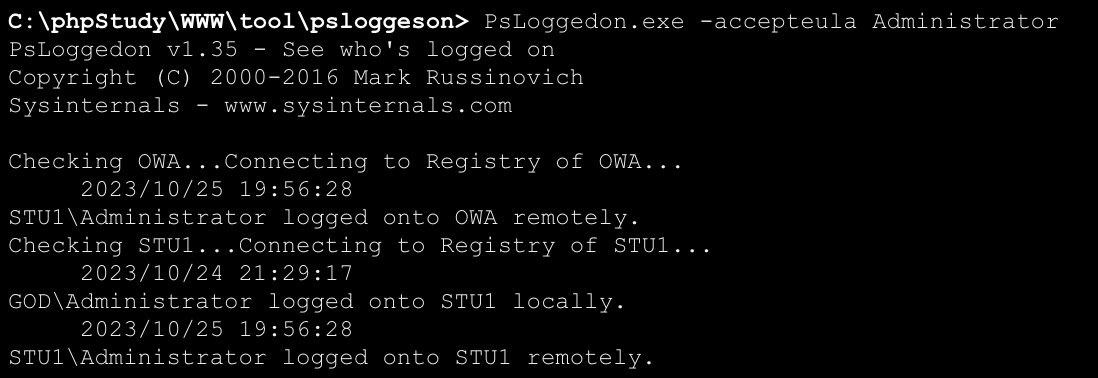 C:\phpStudy\WWW\tool\psloggeson> PsLoggedon.exe -accepteula Administrator
PsLoggedon v1.35 - See who's logged on
Copyright (C) 2000-2016 Mark Russinovich
Sysinternals - www.sysinternals.com
Checking OWA...Connecting to Registry of OWA...
2023/10/25 19:56:28
STU1\Administrator logged onto OWA remotely.
Checking STU1...Connecting to Registry of STU1...
2023/10/24 21:29:17
GOD\Administrator logged onto STU1 locally.
2023/10/25 19:56:28
STU1\Administrator logged onto STU1 remotely.